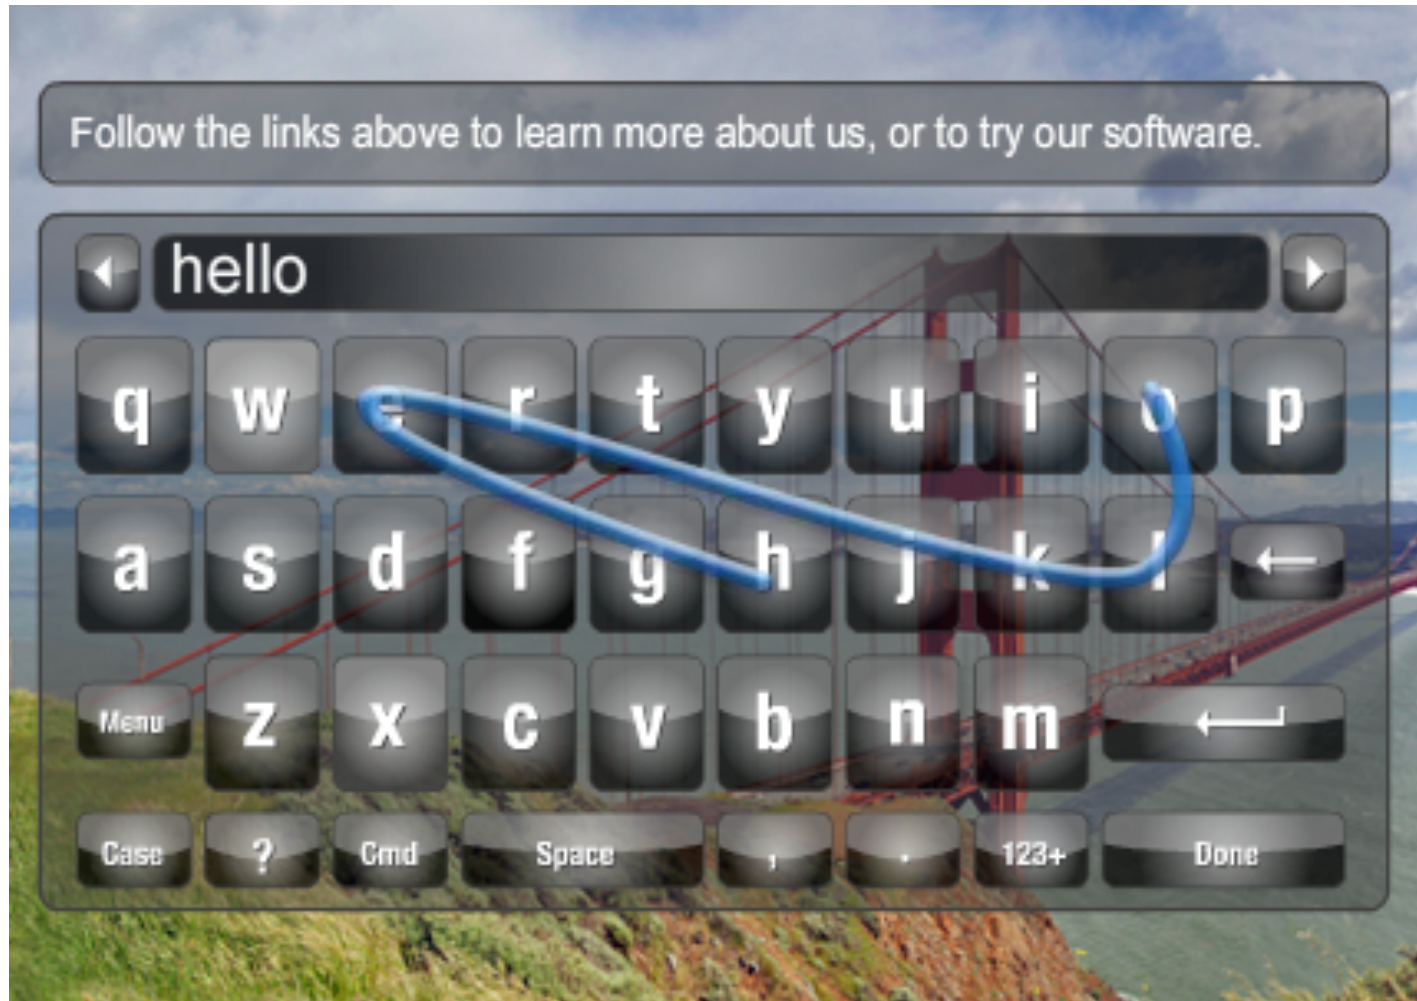 Follow the links above to learn more about us, or to try our software.
hello
q w e r t y u i o p
a s d f g h j k l
Menu z x c v b n m
Case ? Cmd Space , . 123+ Done